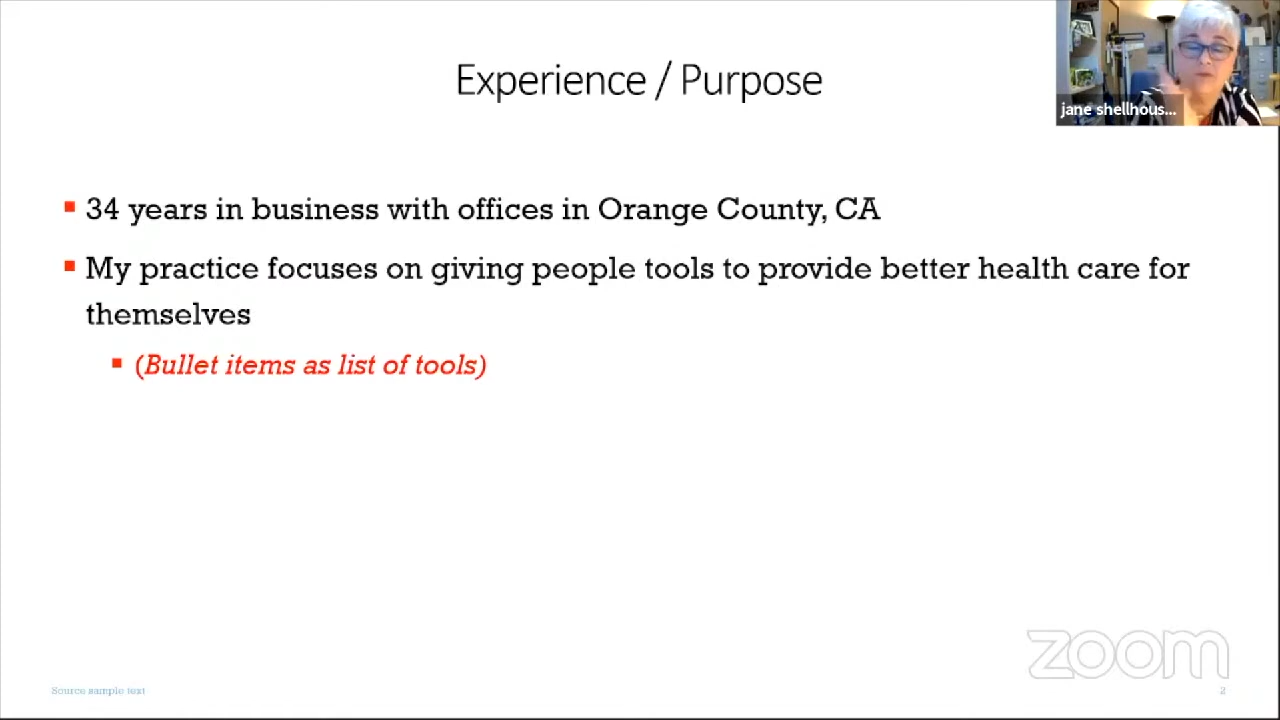 Experience / Purpose
jane shellhous...
34 years in business with offices in Orange County, CA
My practice focuses on giving people tools to provide better health care for
themselves
(Bullet items as list of tools)
zoom
Source sample text
2